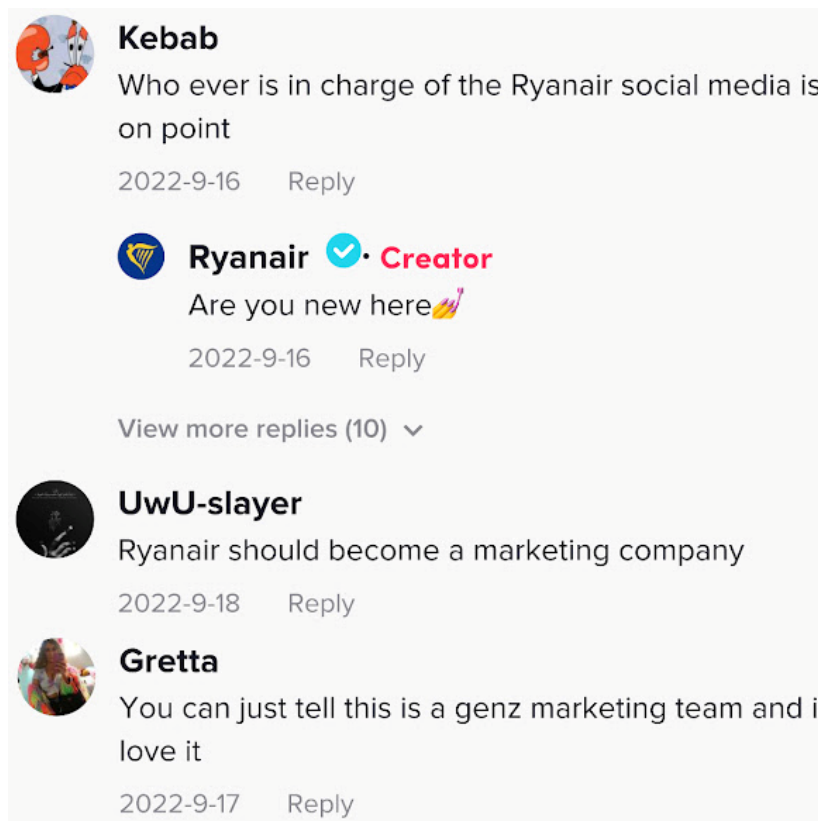 Kebab
Who ever is in charge of the Ryanair social media is
on point
2022-9-16 Reply
Ryanair · Creator
Are you new here💅
2022-9-16 Reply
View more replies (10)
UwU-slayer
Ryanair should become a marketing company
2022-9-18 Reply
Gretta
You can just tell this is a genz marketing team and i
love it
2022-9-17 Reply